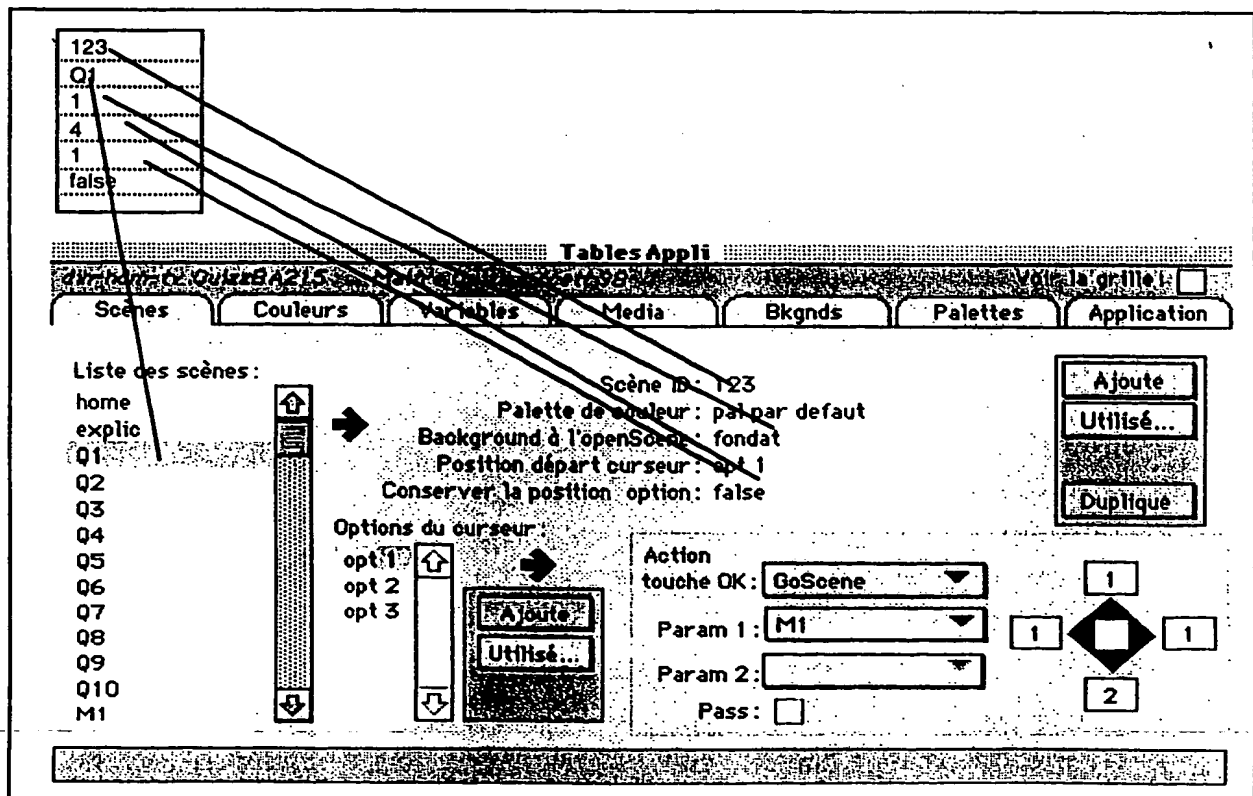 123
Q1
1
4
1
false
Tables Appli
Voir la grille!
Scènes Couleurs Variables Media Bkgnds Palettes Application
Liste des scènes:
home
explic
Q1
Q2
Q3
Q4
Q5
Q6
Q7
Q8
Q9
Q10
M1
Scène ID: 123
Palette de couleur: pal par defaut
Background à l'openScene: fondat
Position départ curseur: opt 1
Conserver la position option: false
Options du curseur:
opt 1
opt 2
opt 3
Ajoute
Utilisé...
Ajoute
Utilisé...
Duplique
Action
touche OK: GoScene
Param 1: M1
Param 2:
Pass:
1
1 1
2